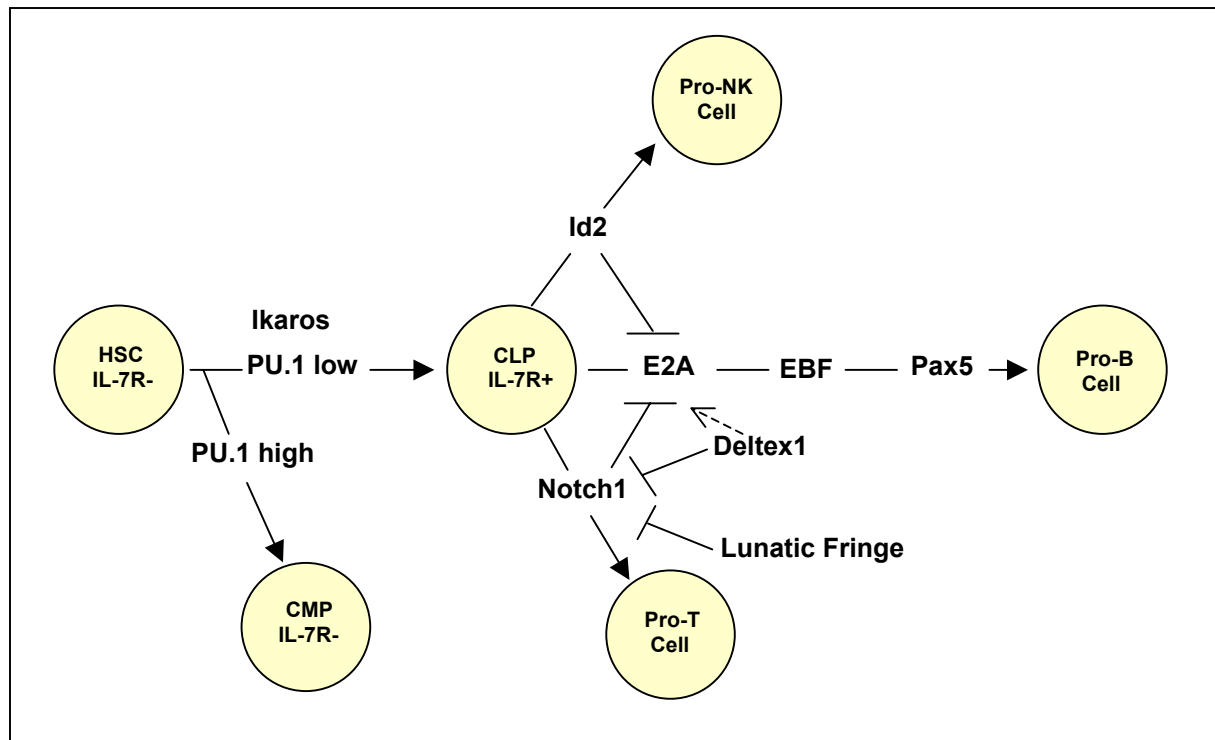 Pro-NK
Cell
Id2
Ikaros
HSC
IL-7R-
PU.1 low
CLP
IL-7R+
E2A
EBF
Pax5
Pro-B
Cell
PU.1 high
Deltex1
Notch1
Lunatic Fringe
CMP
IL-7R-
Pro-T
Cell